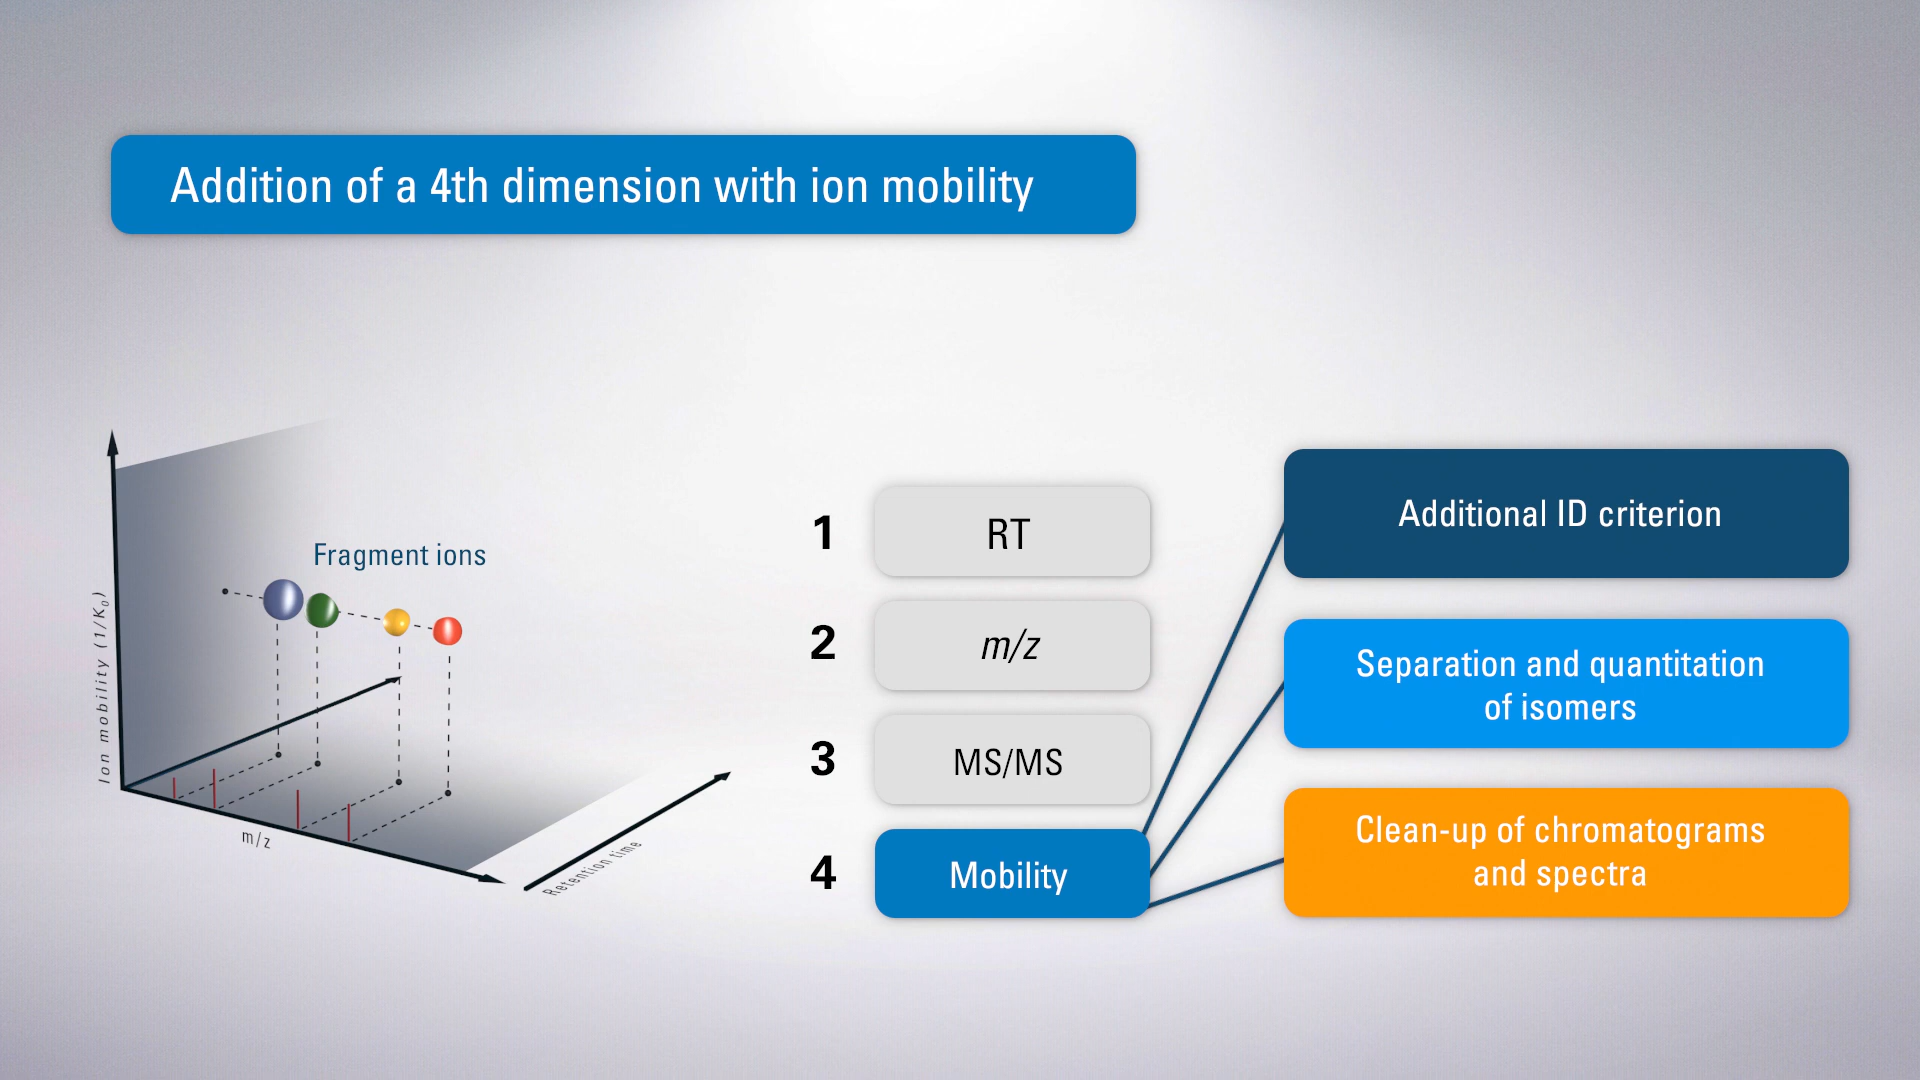 Addition of a 4th dimension with ion mobility
Ion mobility (1/K₀)
Fragment ions
m/z
Retention time
1
RT
2
m/z
3
MS/MS
4
Mobility
Additional ID criterion
Separation and quantitation
of isomers
Clean-up of chromatograms
and spectra